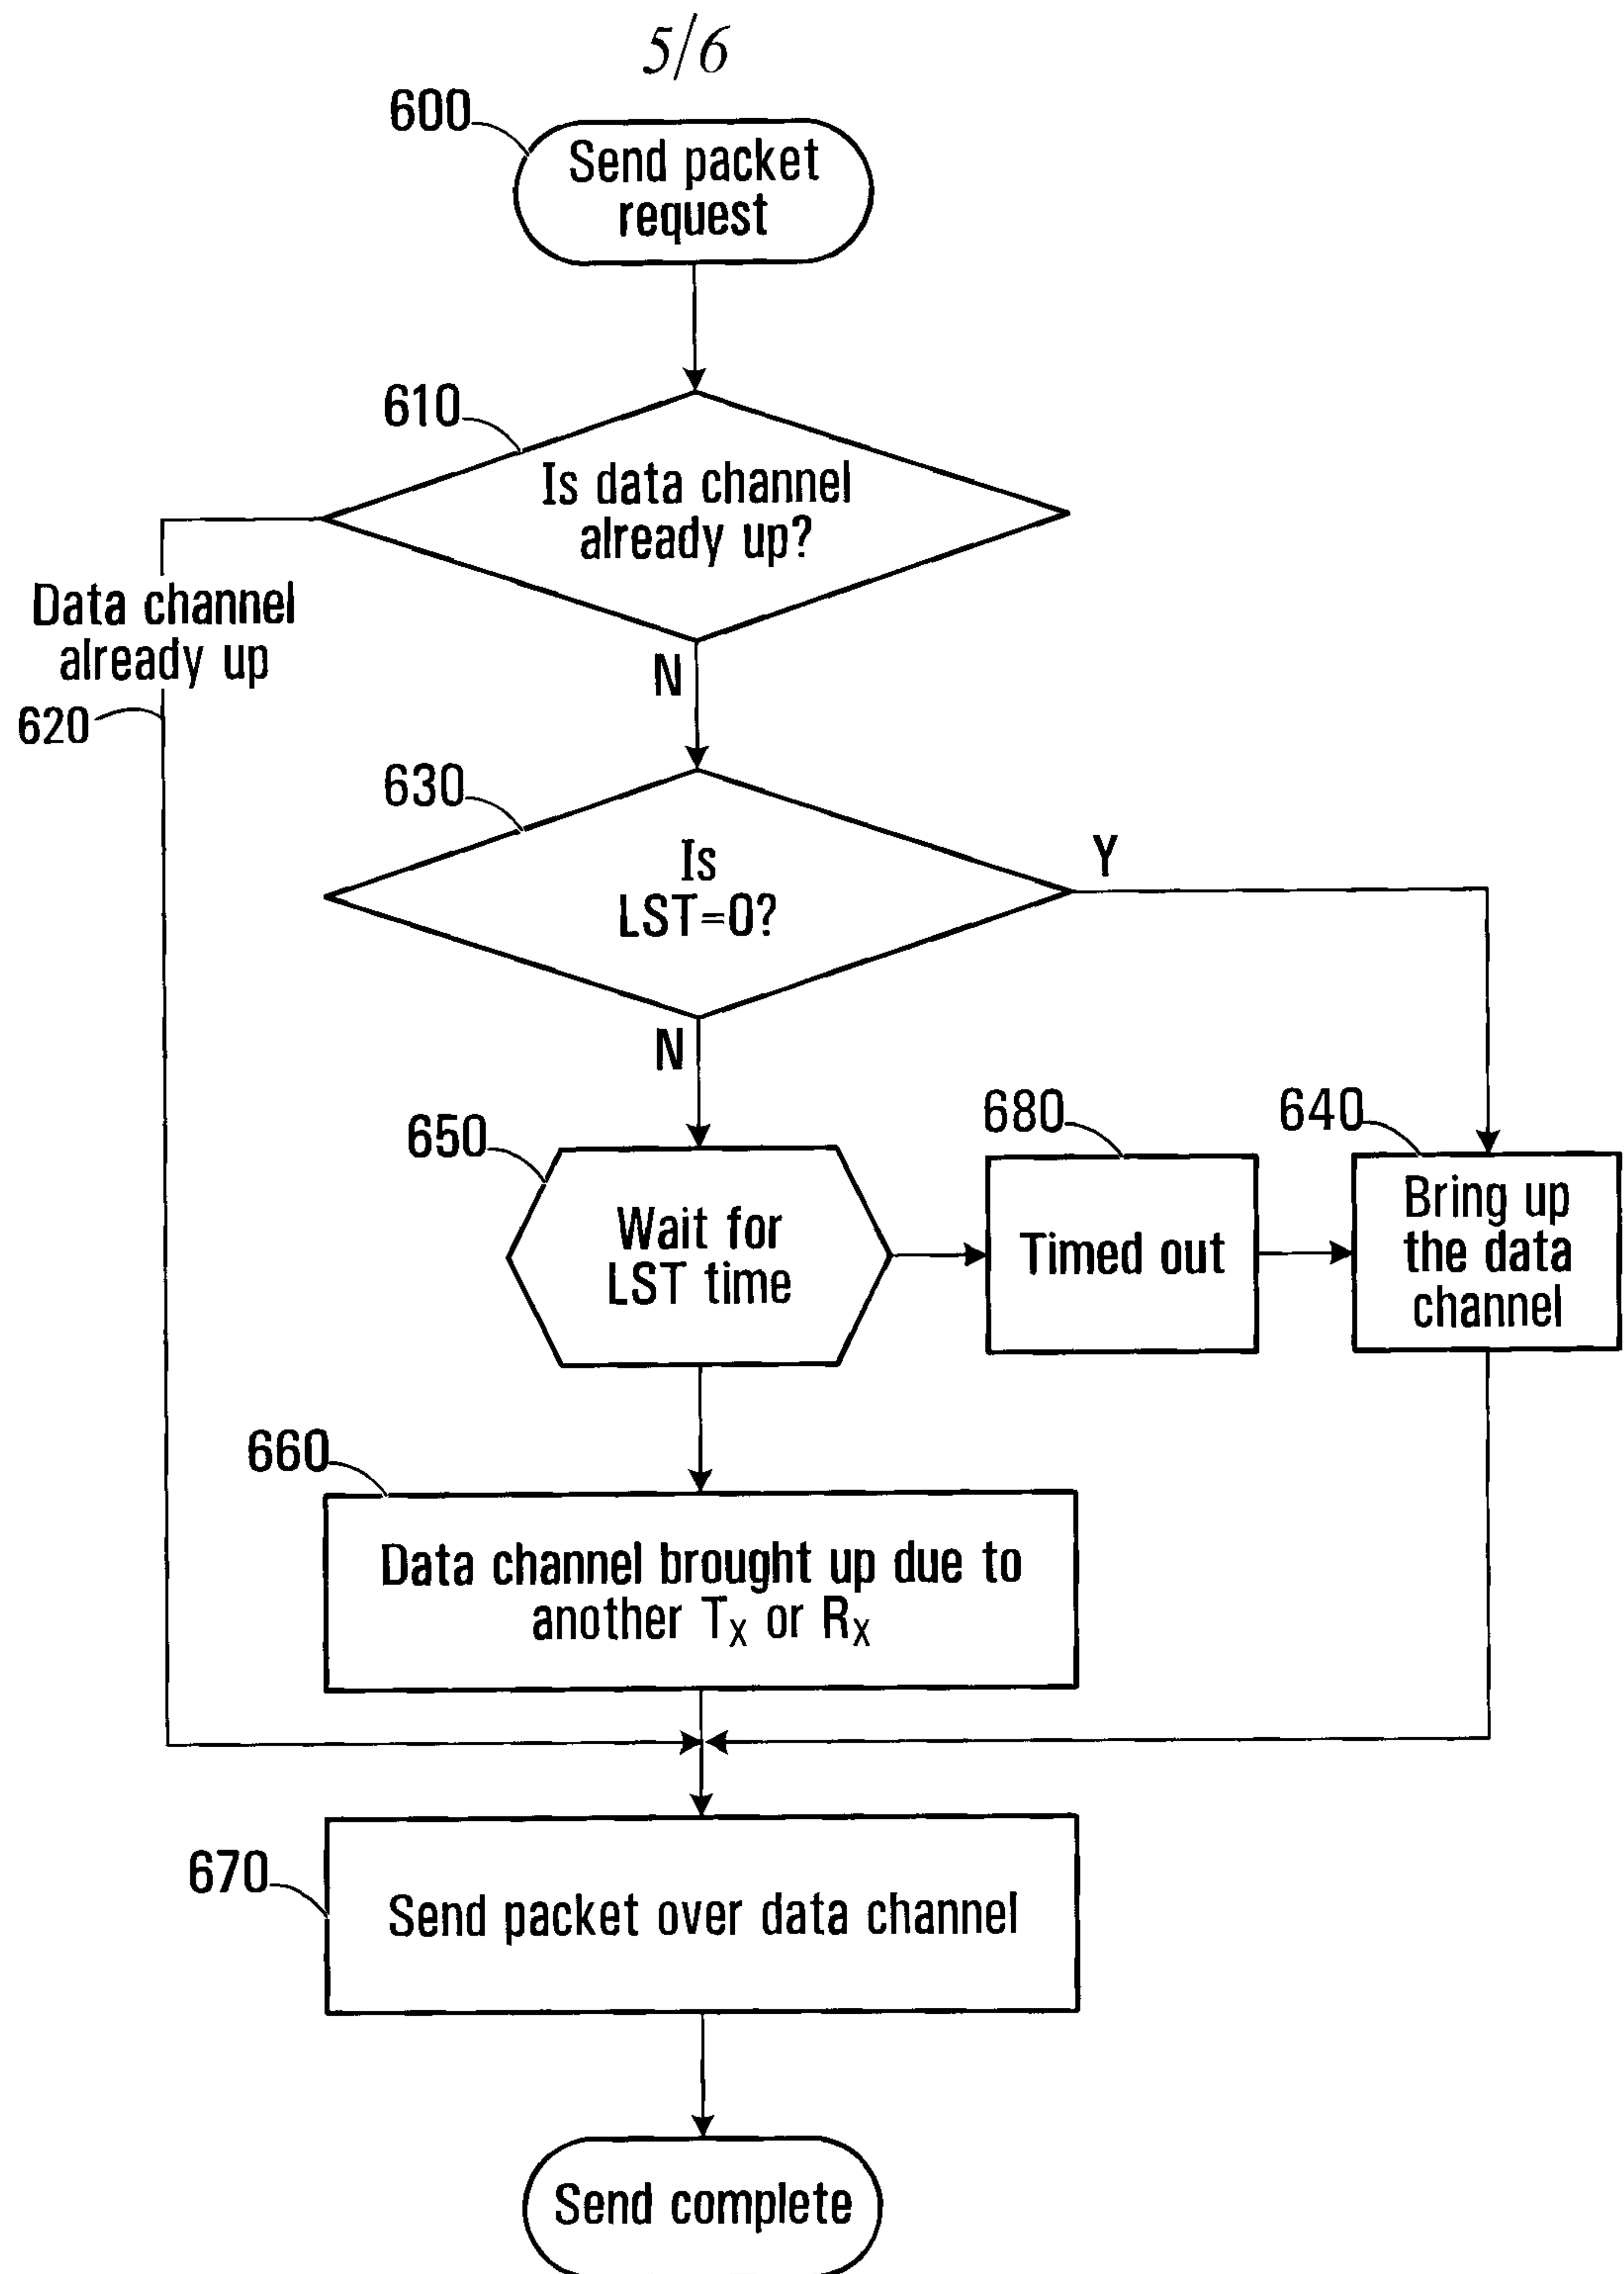 5/6
600
Send packet
request
610
Is data channel
already up?
Data channel
already up
620
N
630
Is
LST=0?
Y
N
650
Wait for
LST time
680
Timed out
640
Bring up
the data
channel
660
Data channel brought up due to
another TX or RX
670
Send packet over data channel
Send complete